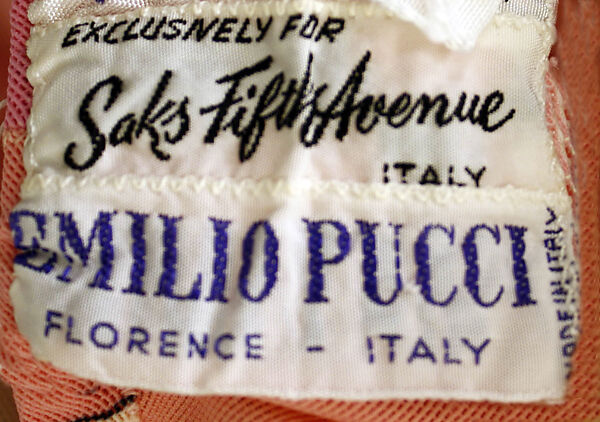 EXCLUSIVELY FOR
Saks Fifth Avenue
ITALY
EMILIO PUCCI
FLORENCE - ITALY
MADE IN ITALY